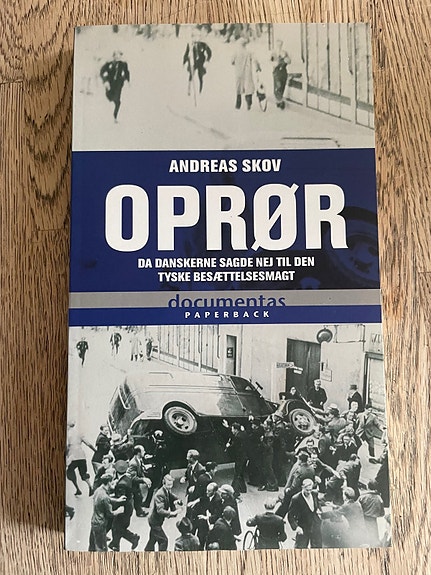 ANDREAS SKOV
OPRØR
DA DANSKERNE SAGDE NEJ TIL DEN
TYSKE BESÆTTELSESMAGT
documentas
PAPERBACK